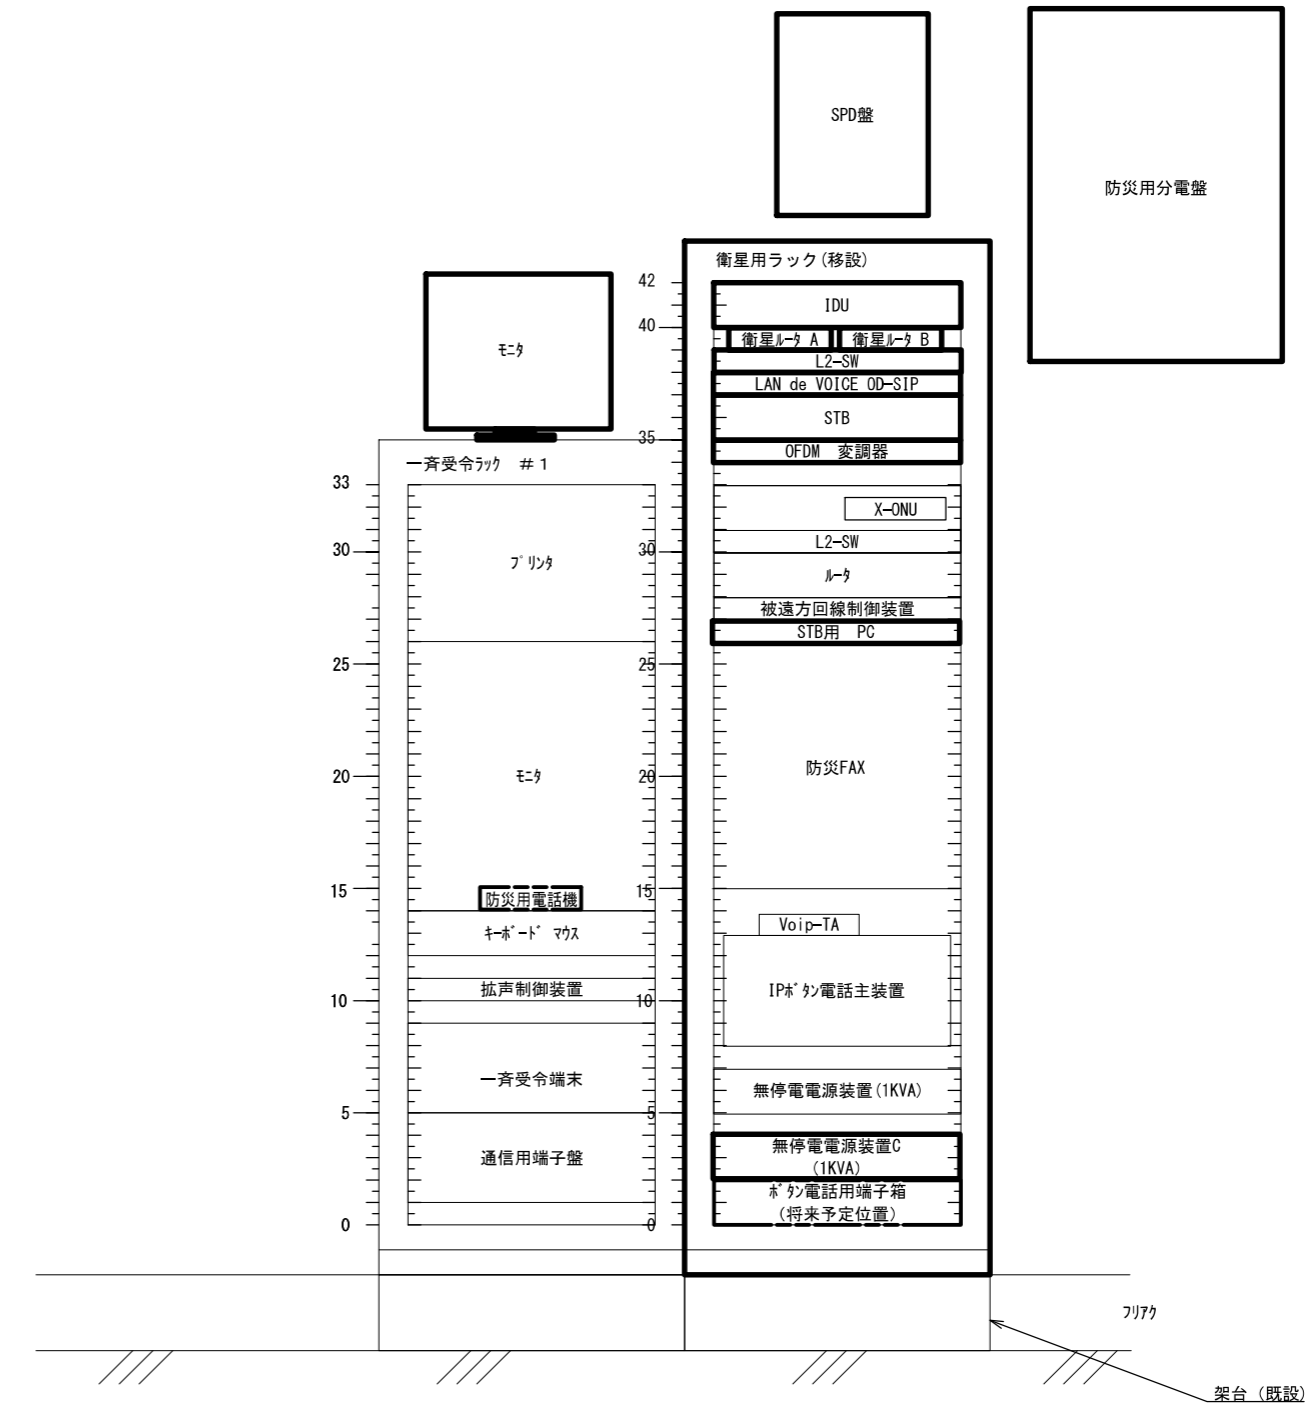 SPD盤
防災用分電盤
衛星用ラック(移設)
42
IDU
40
衛星ルータ A
衛星ルータ B
L2-SW
LAN de VOICE OD-SIP
STB
35
OFDM 変調器
モニタ
一斉受令ラック #1
33
X-ONU
L2-SW
30
30
プリンタ
ルータ
被遠方回線制御装置
STB用 PC
25
25
防災FAX
20
モニタ
20
15
15
防災用電話機
Voip-TA
キーボード マウス
拡声制御装置
IPボタン電話主装置
10
10
一斉受令端末
無停電電源装置(1KVA)
5
5
無停電電源装置C
(1KVA)
通信用端子盤
ボタン電話用端子箱
(将来予定位置)
0
0
フリアク
架台(既設)